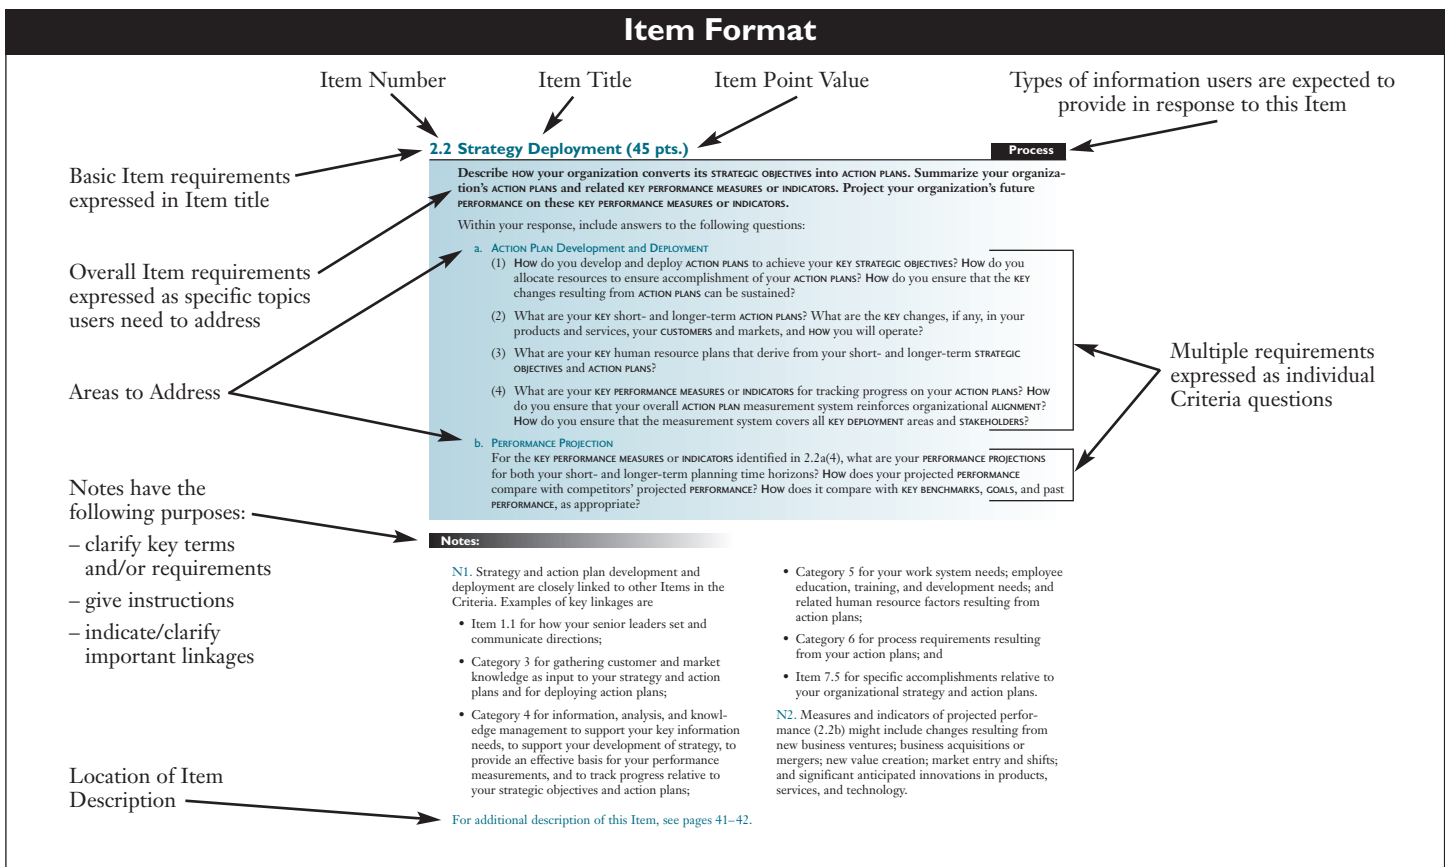 Item Format
Item Number
Item Title
Item Point Value
Types of information users are expected to
provide in response to this Item
Basic Item requirements
expressed in Item title
Overall Item requirements
expressed as specific topics
users need to address
Areas to Address
Notes have the
following purposes:
– clarify key terms
and/or requirements
– give instructions
– indicate/clarify
important linkages
Location of Item
Description
2.2 Strategy Deployment (45 pts.)
Process
Describe HOW your organization converts its STRATEGIC OBJECTIVES into ACTION PLANS. Summarize your organiza-
tion's ACTION PLANS and related KEY PERFORMANCE MEASURES or INDICATORS. Project your organization's future
PERFORMANCE on these KEY PERFORMANCE MEASURES or INDICATORS.
Within your response, include answers to the following questions:
a. ACTION PLAN Development and DEPLOYMENT
(1) HOW do you develop and deploy ACTION PLANS to achieve your KEY STRATEGIC OBJECTIVES? HOW do you
allocate resources to ensure accomplishment of your ACTION PLANS? HOW do you ensure that the KEY
changes resulting from ACTION PLANS can be sustained?
(2) What are your KEY short- and longer-term ACTION PLANS? What are the KEY changes, if any, in your
products and services, your CUSTOMERS and markets, and HOW you will operate?
(3) What are your KEY human resource plans that derive from your short- and longer-term STRATEGIC
OBJECTIVES and ACTION PLANS?
(4) What are your KEY PERFORMANCE MEASURES or INDICATORS for tracking progress on your ACTION PLANS? HOW
do you ensure that your overall ACTION PLAN measurement system reinforces organizational ALIGNMENT?
HOW do you ensure that the measurement system covers all KEY DEPLOYMENT areas and STAKEHOLDERS?
b. PERFORMANCE PROJECTION
For the KEY PERFORMANCE MEASURES or INDICATORS identified in 2.2a(4), what are your PERFORMANCE PROJECTIONS
for both your short- and longer-term planning time horizons? HOW does your projected PERFORMANCE
compare with competitors' projected PERFORMANCE? HOW does it compare with KEY BENCHMARKS, GOALS, and past
PERFORMANCE, as appropriate?
Multiple requirements
expressed as individual
Criteria questions
Notes:
N1. Strategy and action plan development and
deployment are closely linked to other Items in the
Criteria. Examples of key linkages are
• Item 1.1 for how your senior leaders set and
communicate directions;
• Category 3 for gathering customer and market
knowledge as input to your strategy and action
plans and for deploying action plans;
• Category 4 for information, analysis, and knowl-
edge management to support your key information
needs, to support your development of strategy, to
provide an effective basis for your performance
measurements, and to track progress relative to
your strategic objectives and action plans;
• Category 5 for your work system needs; employee
education, training, and development needs; and
related human resource factors resulting from
action plans;
• Category 6 for process requirements resulting
from your action plans; and
• Item 7.5 for specific accomplishments relative to
your organizational strategy and action plans.
N2. Measures and indicators of projected perfor-
mance (2.2b) might include changes resulting from
new business ventures; business acquisitions or
mergers; new value creation; market entry and shifts;
and significant anticipated innovations in products,
services, and technology.
For additional description of this Item, see pages 41–42.